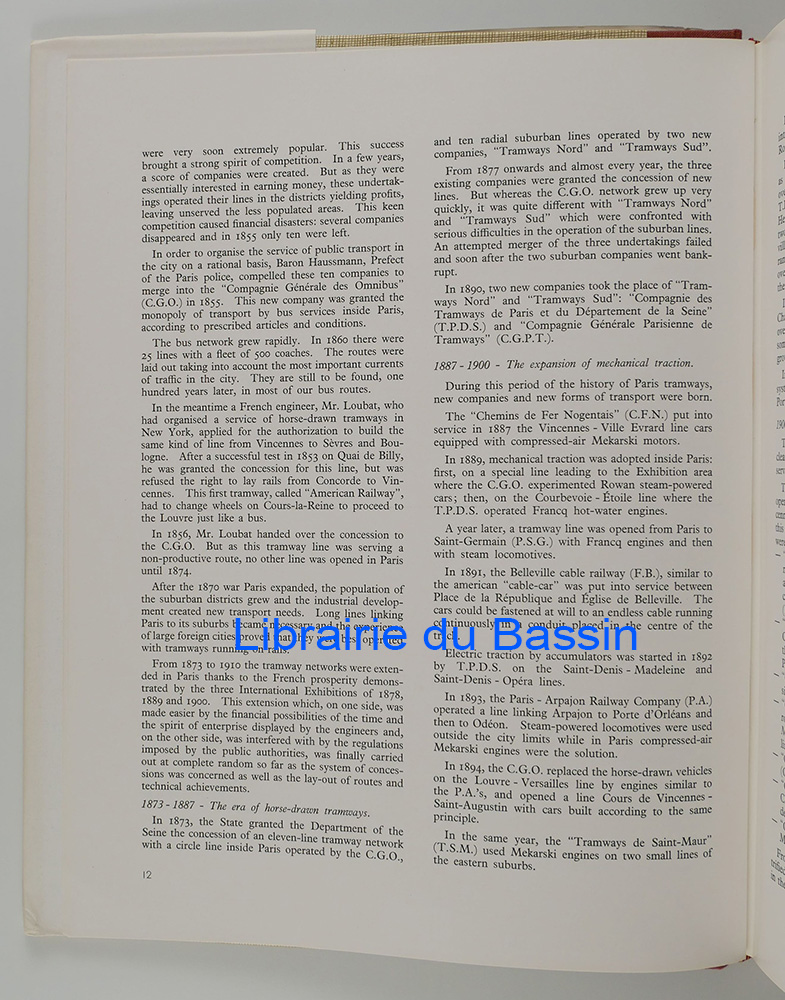 were very soon extremely popular. This success
brought a strong spirit of competition. In a few years,
a score of companies were created. But as they were
essentially interested in earning money, these undertak-
ings operated their lines in the districts yielding profits,
leaving unserved the less populated areas. This keen
competition caused financial disasters: several companies
disappeared and in 1855 only ten were left.
In order to organise the service of public transport in
the city on a rational basis, Baron Haussmann, Prefect
of the Paris police, compelled these ten companies to
merge into the "Compagnie Générale des Omnibus"
(C.G.O.) in 1855. This new company was granted the
monopoly of transport by bus services inside Paris,
according to prescribed articles and conditions.
The bus network grew rapidly. In 1860 there were
25 lines with a fleet of 500 coaches. The routes were
laid out taking into account the most important currents
of traffic in the city. They are still to be found, one
hundred years later, in most of our bus routes.
In the meantime a French engineer, Mr. Loubat, who
had organised a service of horse-drawn tramways in
New York, applied for the authorization to build the
same kind of line from Vincennes to Sèvres and Bou-
logne. After a successful test in 1853 on Quai de Billy,
he was granted the concession for this line, but was
refused the right to lay rails from Concorde to Vin-
cennes. This first tramway, called "American Railway",
had to change wheels on Cours-la-Reine to proceed to
the Louvre just like a bus.
In 1856, Mr. Loubat handed over the concession to
the C.G.O. But as this tramway line was serving a
non-productive route, no other line was opened in Paris
until 1874.
After the 1870 war Paris expanded, the population of
the suburban districts grew and the industrial develop-
ment created new transport needs. Long lines linking
Paris to its suburbs became necessary and the experience
of large foreign cities proved that they were best operated
with tramways running on rails.
From 1873 to 1910 the tramway networks were exten-
ded in Paris thanks to the French prosperity demons-
trated by the three International Exhibitions of 1878,
1889 and 1900. This extension which, on one side, was
made easier by the financial possibilities of the time and
the spirit of enterprise displayed by the engineers and,
on the other side, was interfered with by the regulations
imposed by the public authorities, was finally carried
out at complete random so far as the system of conces-
sions was concerned as well as the lay-out of routes and
technical achievements.
1873 - 1887 - The era of horse-drawn tramways.
In 1873, the State granted the Department of the
Seine the concession of an eleven-line tramway network
with a circle line inside Paris operated by the C.G.O.,
12
and ten radial suburban lines operated by two new
companies, "Tramways Nord" and "Tramways Sud".
From 1877 onwards and almost every year, the three
existing companies were granted the concession of new
lines. But whereas the C.G.O. network grew up very
quickly, it was quite different with "Tramways Nord"
and "Tramways Sud" which were confronted with
serious difficulties in the operation of the suburban lines.
An attempted merger of the three undertakings failed
and soon after the two suburban companies went bank-
rupt.
In 1890, two new companies took the place of "Tram-
ways Nord" and "Tramways Sud": "Compagnie des
Tramways de Paris et du Département de la Seine"
(T.P.D.S.) and "Compagnie Générale Parisienne de
Tramways" (C.G.P.T.).
1887 - 1900 - The expansion of mechanical traction.
During this period of the history of Paris tramways,
new companies and new forms of transport were born.
The "Chemins de Fer Nogentais" (C.F.N.) put into
service in 1887 the Vincennes - Ville Evrard line cars
equipped with compressed-air Mekarski motors.
In 1889, mechanical traction was adopted inside Paris:
first, on a special line leading to the Exhibition area
where the C.G.O. experimented Rowan steam-powered
cars; then, on the Courbevoie - Étoile line where the
T.P.D.S. operated Francq hot-water engines.
A year later, a tramway line was opened from Paris to
Saint-Germain (P.S.G.) with Francq engines and then
with steam locomotives.
In 1891, the Belleville cable railway (F.B.), similar to
the american "cable-car" was put into service between
Place de la République and Église de Belleville. The
cars could be fastened at will to an endless cable running
continuously in a conduit placed in the centre of the
track.
Electric traction by accumulators was started in 1892
by T.P.D.S. on the Saint-Denis - Madeleine and
Saint-Denis - Opéra lines.
In 1893, the Paris - Arpajon Railway Company (P.A.)
operated a line linking Arpajon to Porte d'Orléans and
then to Odéon. Steam-powered locomotives were used
outside the city limits while in Paris compressed-air
Mekarski engines were the solution.
In 1894, the C.G.O. replaced the horse-drawn vehicles
on the Louvre - Versailles line by engines similar to
the P.A.'s, and opened a line Cours de Vincennes -
Saint-Augustin with cars built according to the same
principle.
In the same year, the "Tramways de Saint-Maur"
(T.S.M.) used Mekarski engines on two small lines of
the eastern suburbs.
Librairie du Bassin